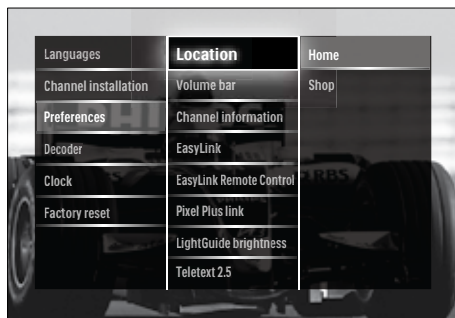 Languages
Channel installation
Preferences
Decoder
Clock
Factory reset
Location
Volume bar
Channel information
EasyLink
EasyLink Remote Control
Pixel Plus link
LightGuide brightness
Teletext 2.5
Home
Shop
RBS